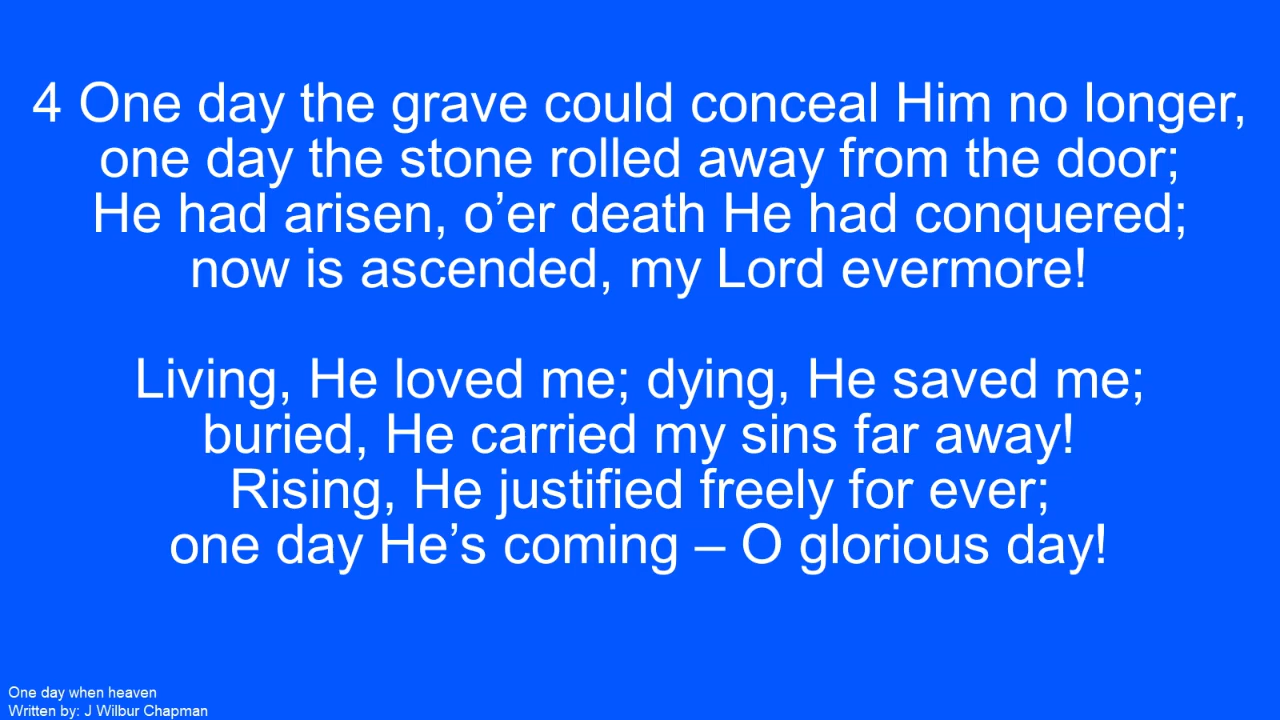 4 One day the grave could conceal Him no longer,
one day the stone rolled away from the door;
He had arisen, o’er death He had conquered;
now is ascended, my Lord evermore!
Living, He loved me; dying, He saved me;
buried, He carried my sins far away!
Rising, He justified freely for ever;
one day He’s coming – O glorious day!
One day when heaven
Written by: J Wilbur Chapman